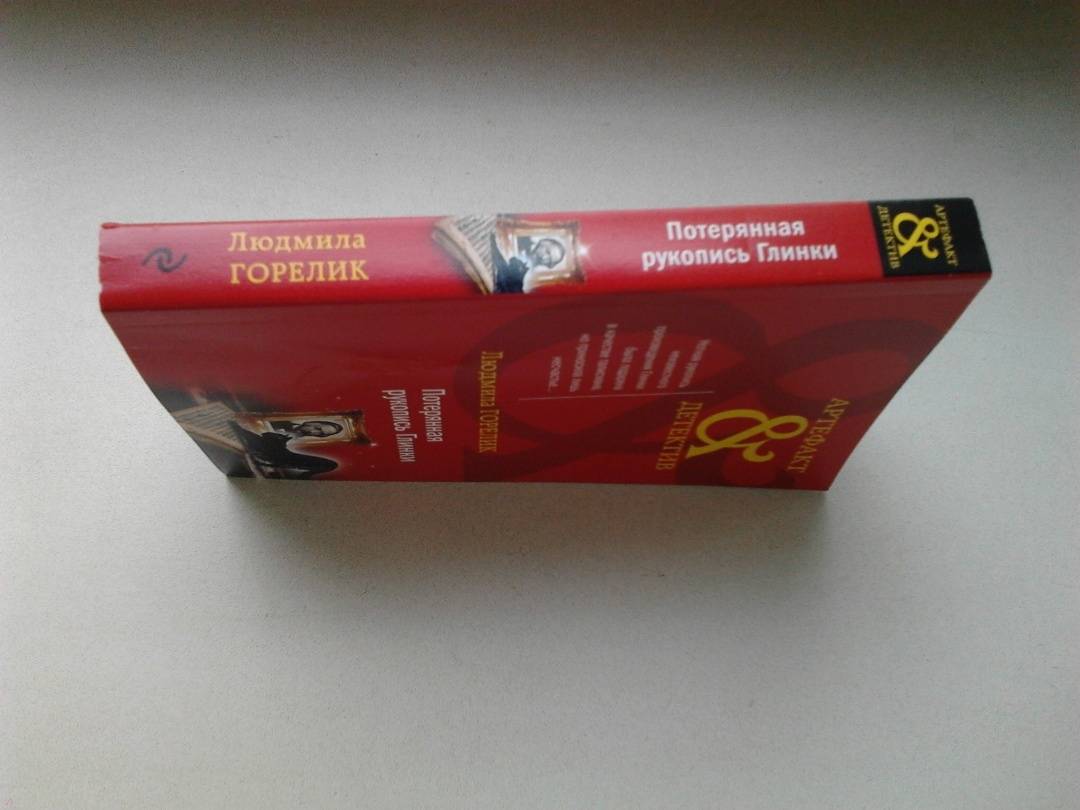 Людмила
ГОРЕЛИК
Потерянная
рукопись Глинки
АРТЕФАКТ
&
ДЕТЕКТИВ
АРТЕФАКТ
&
ДЕТЕКТИВ
Людмила ГОРЕЛИК
Потерянная
рукопись Глинки